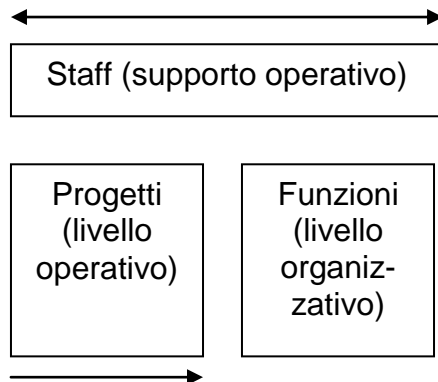 Staff (supporto operativo)
Progetti
(livello
operativo)
Funzioni
(livello
organiz-
zativo)